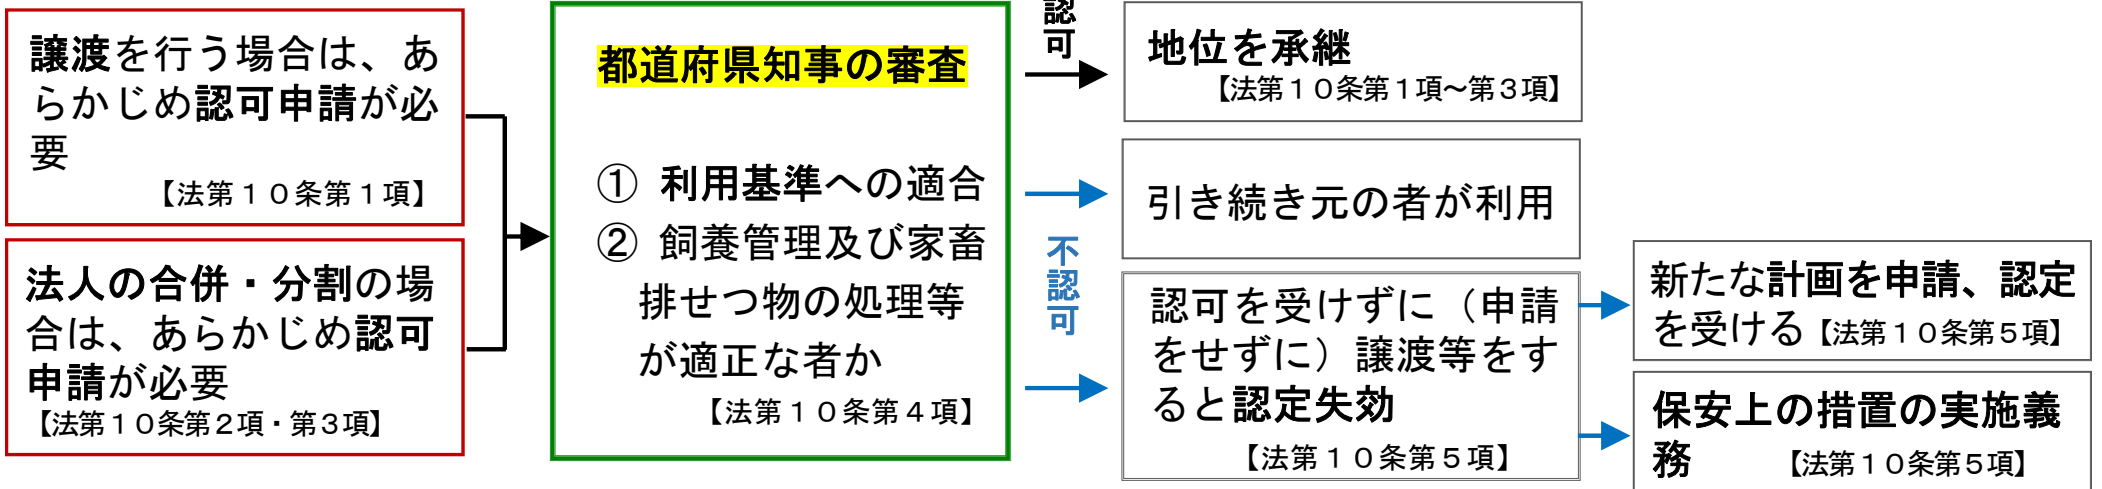 譲渡を行う場合は、あ
らかじめ認可申請が必
要
【法第１０条第１項】
法人の合併・分割の場
合は、あらかじめ認可
申請が必要
【法第１０条第２項・第３項】
都道府県知事の審査
① 利用基準への適合
② 飼養管理及び家畜
排せつ物の処理等
が適正な者か
【法第１０条第４項】
認可
地位を承継
【法第１０条第１項～第３項】
不認可
引き続き元の者が利用
認可を受けずに（申請
をせずに）譲渡等をす
ると認定失効
【法第１０条第５項】
新たな計画を申請、認定
を受ける【法第１０条第５項】
保安上の措置の実施義
務 【法第１０条第５項】